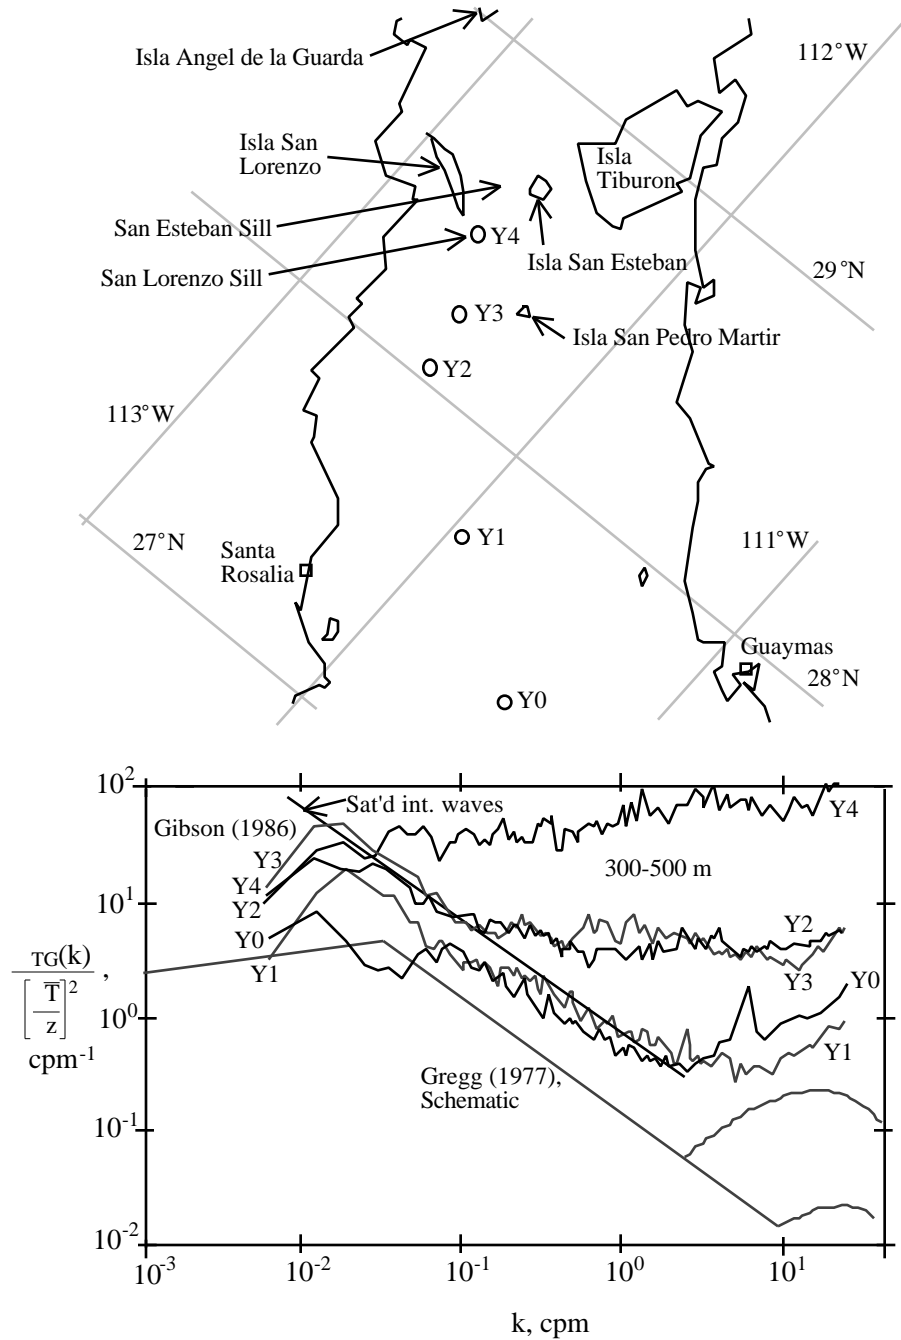 Isla Angel de la Guarda
112°W
Isla San
Lorenzo
Isla
Tiburon
San Esteban Sill
Y4
Isla San Esteban
San Lorenzo Sill
29°N
Y3
Isla San Pedro Martir
Y2
113°W
27°N
Santa
Rosalia
Y1
111°W
Guaymas
28°N
Y0
10²
Sat'd int. waves
Gibson (1986)
Y4
Y3
300-500 m
Y4
10¹
Y2
Y2
Y0
Y3
Y0
Y1
TG(k)
[T̅/z]²
,
cpm⁻¹
10⁰
Y1
Gregg (1977),
Schematic
10⁻¹
10⁻²
10⁻³
10⁻²
10⁻¹
10⁰
10¹
k, cpm